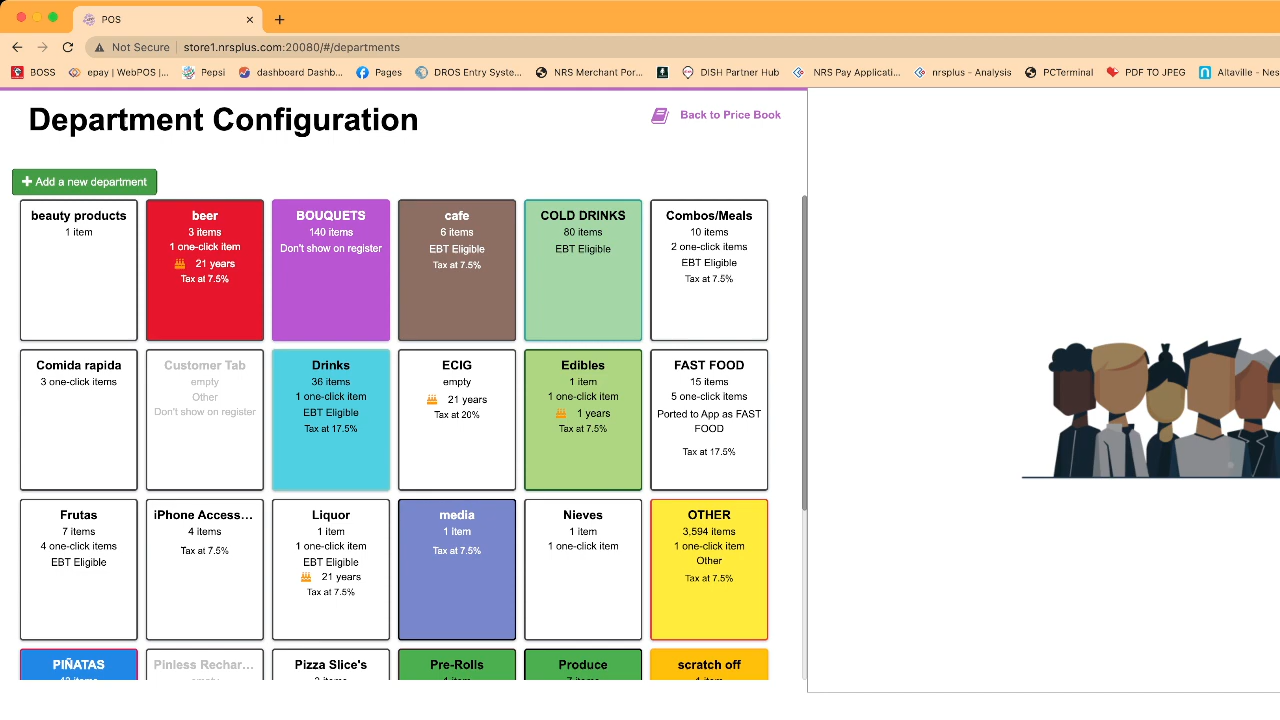 POS
Not Secure
store1.nrsplus.com:20080/#/departments
BOSS
epay | WebPOS |...
Pepsi
dashboard Dashb...
Pages
DROS Entry Syste...
NRS Merchant Por...
DISH Partner Hub
NRS Pay Applicati...
nrsplus - Analysis
PCTerminal
PDF TO JPEG
Altaville - Nes
Department Configuration
Back to Price Book
Add a new department
beauty products
1 item
beer
3 items
1 one-click item
21 years
Tax at 7.5%
BOUQUETS
140 items
Don't show on register
cafe
6 items
EBT Eligible
Tax at 7.5%
COLD DRINKS
80 items
EBT Eligible
Combos/Meals
10 items
2 one-click items
EBT Eligible
Tax at 7.5%
Comida rapida
3 one-click items
Customer Tab
empty
Other
Don't show on register
Drinks
36 items
1 one-click item
EBT Eligible
Tax at 17.5%
ECIG
empty
21 years
Tax at 20%
Edibles
1 item
1 one-click item
1 years
Tax at 7.5%
FAST FOOD
15 items
5 one-click items
Ported to App as FAST
FOOD
Tax at 17.5%
Frutas
7 items
4 one-click items
EBT Eligible
iPhone Access...
4 items
Tax at 7.5%
Liquor
1 item
1 one-click item
EBT Eligible
21 years
Tax at 7.5%
media
1 item
Tax at 7.5%
Nieves
1 item
1 one-click item
OTHER
3,594 items
1 one-click item
Other
Tax at 7.5%
PIÑATAS
Pinless Rechar...
Pizza Slice's
Pre-Rolls
Produce
scratch off